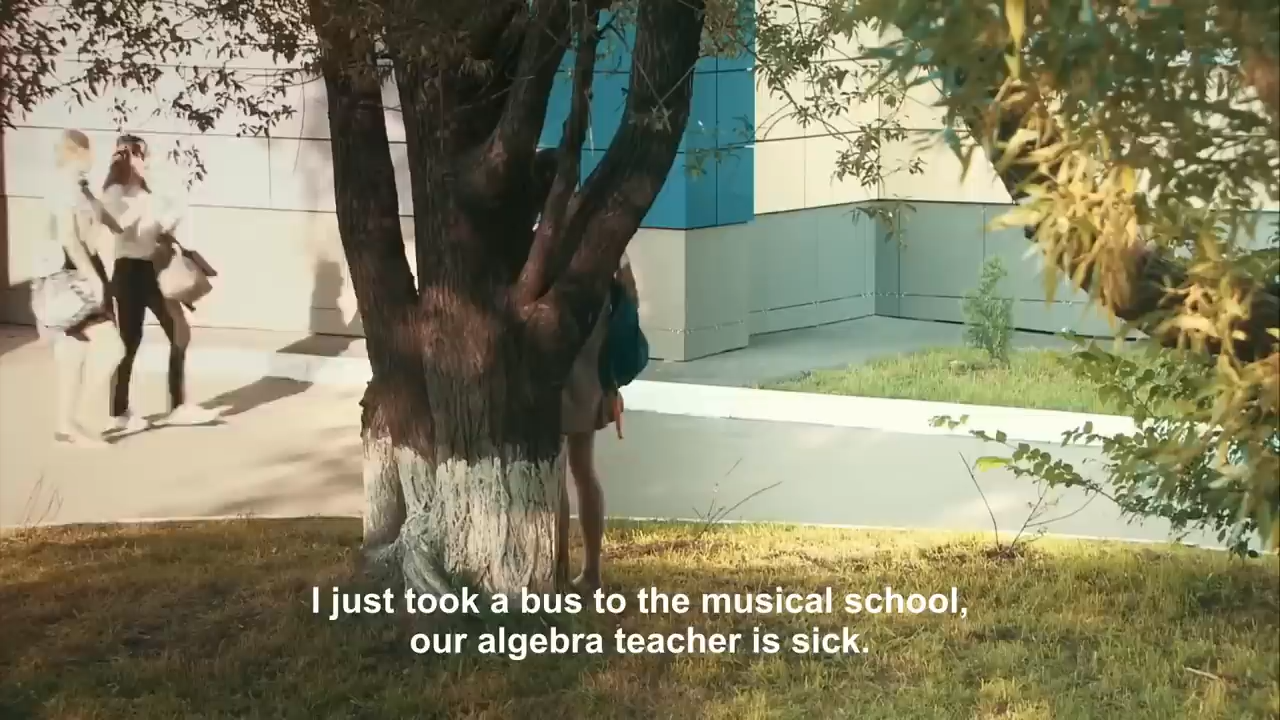 I just took a bus to the musical school,
our algebra teacher is sick.